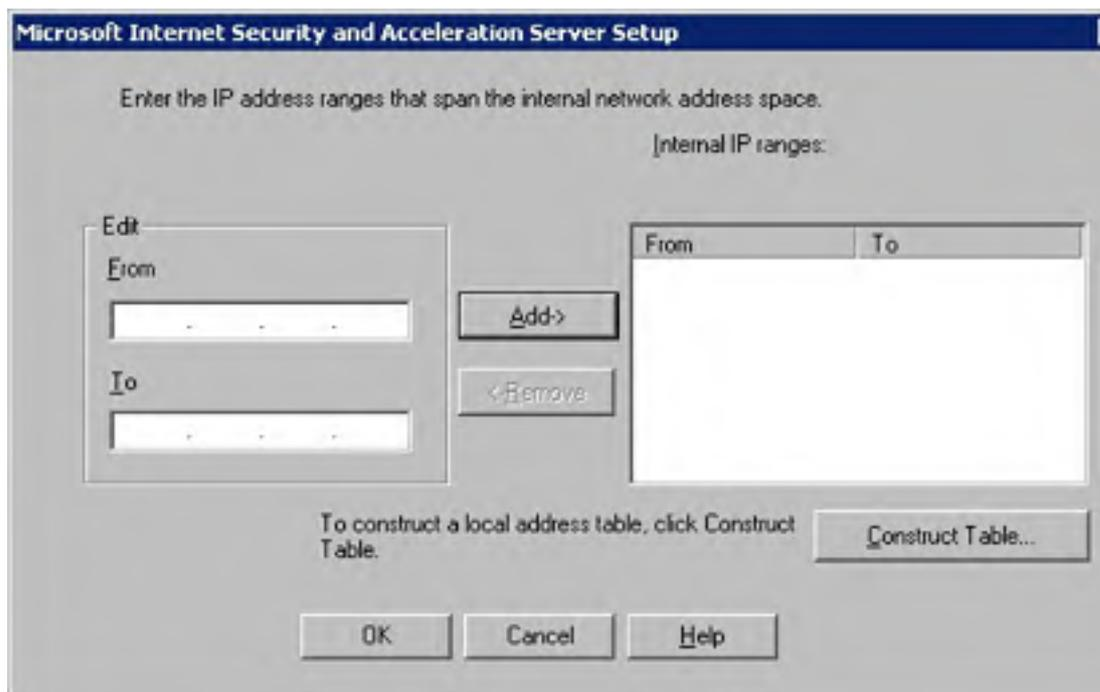 Microsoft Internet Security and Acceleration Server Setup
Enter the IP address ranges that span the internal network address space.
Internal IP ranges:
Edit
From
To
Add->
<-Remove
From To
To construct a local address table, click Construct
Table.
Construct Table...
OK Cancel Help